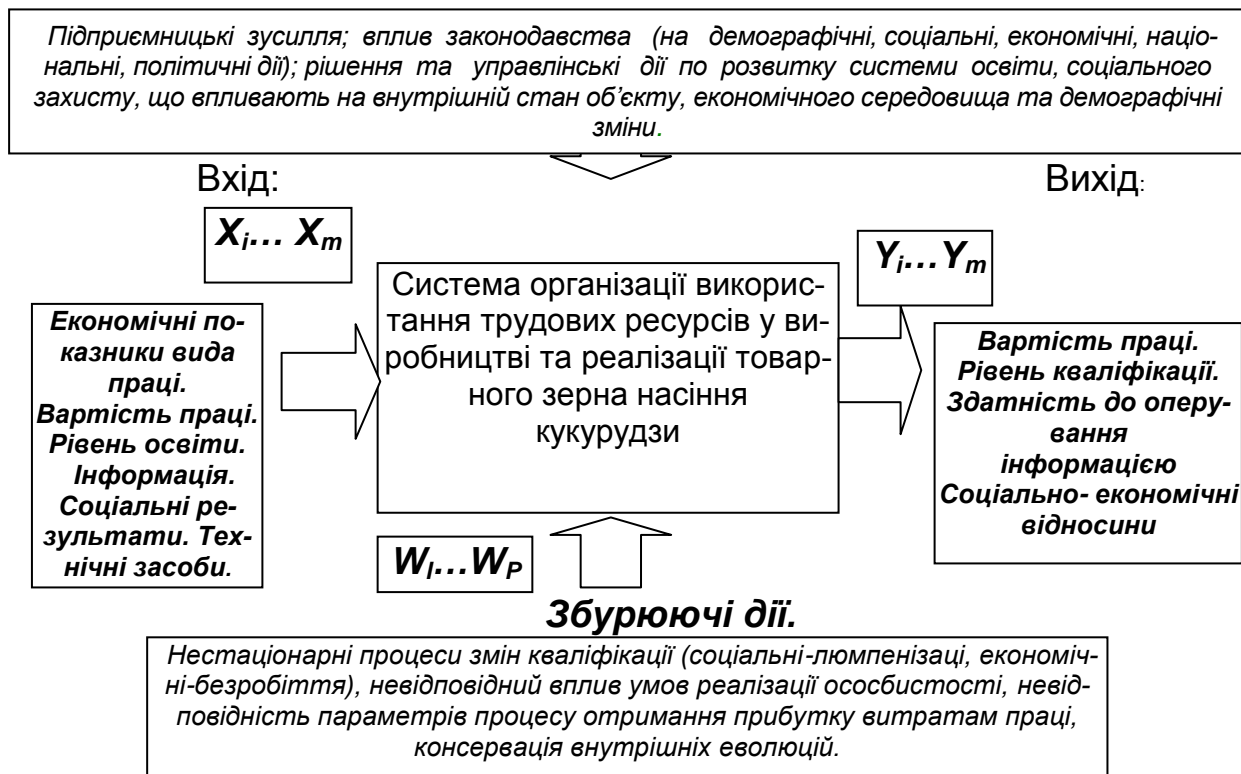 Підприємницькі зусилля; вплив законодавства (на демографічні, соціальні, економічні, націо-
нальні, політичні дії); рішення та управлінські дії по розвитку системи освіти, соціального
захисту, що впливають на внутрішній стан об’єкту, економічного середовища та демографічні
зміни.
Вхід:
Вихід:
Xi… Xm
Yi…Ym
Система організації викорис-
тання трудових ресурсів у ви-
робництві та реалізації товар-
ного зерна насіння
кукурудзи
Економічні по-
казники вида
праці.
Вартість праці.
Рівень освіти.
Інформація.
Соціальні ре-
зультати. Тех-
нічні засоби.
Вартість праці.
Рівень кваліфікації.
Здатність до оперу-
вання
інформацією
Соціально- економічні
відносини
Wl…WP
Збурюючі дії.
Нестаціонарні процеси змін кваліфікації (соціальні-люмпенізаці, економіч-
ні-безробіття), невідповідний вплив умов реалізації ососбистості, невід-
повідність параметрів процесу отримання прибутку витратам праці,
консервація внутрішніх еволюцій.